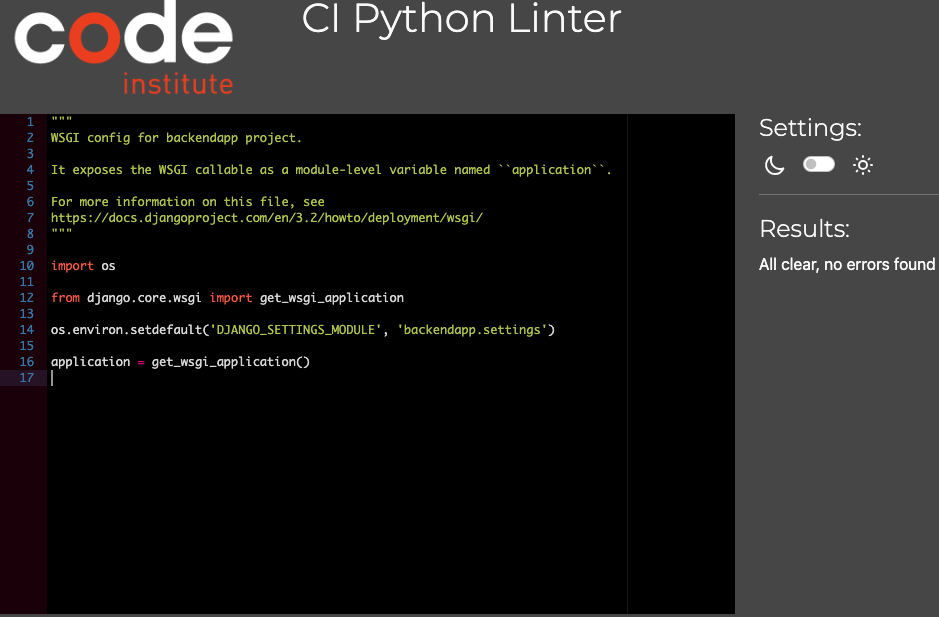 code
institute
CI Python Linter
1 """
2 WSGI config for backendapp project.
3
4 It exposes the WSGI callable as a module-level variable named ``application``.
5
6 For more information on this file, see
7 https://docs.djangoproject.com/en/3.2/howto/deployment/wsgi/
8 """
9
10 import os
11
12 from django.core.wsgi import get_wsgi_application
13
14 os.environ.setdefault('DJANGO_SETTINGS_MODULE', 'backendapp.settings')
15
16 application = get_wsgi_application()
17
Settings:
Results:
All clear, no errors found